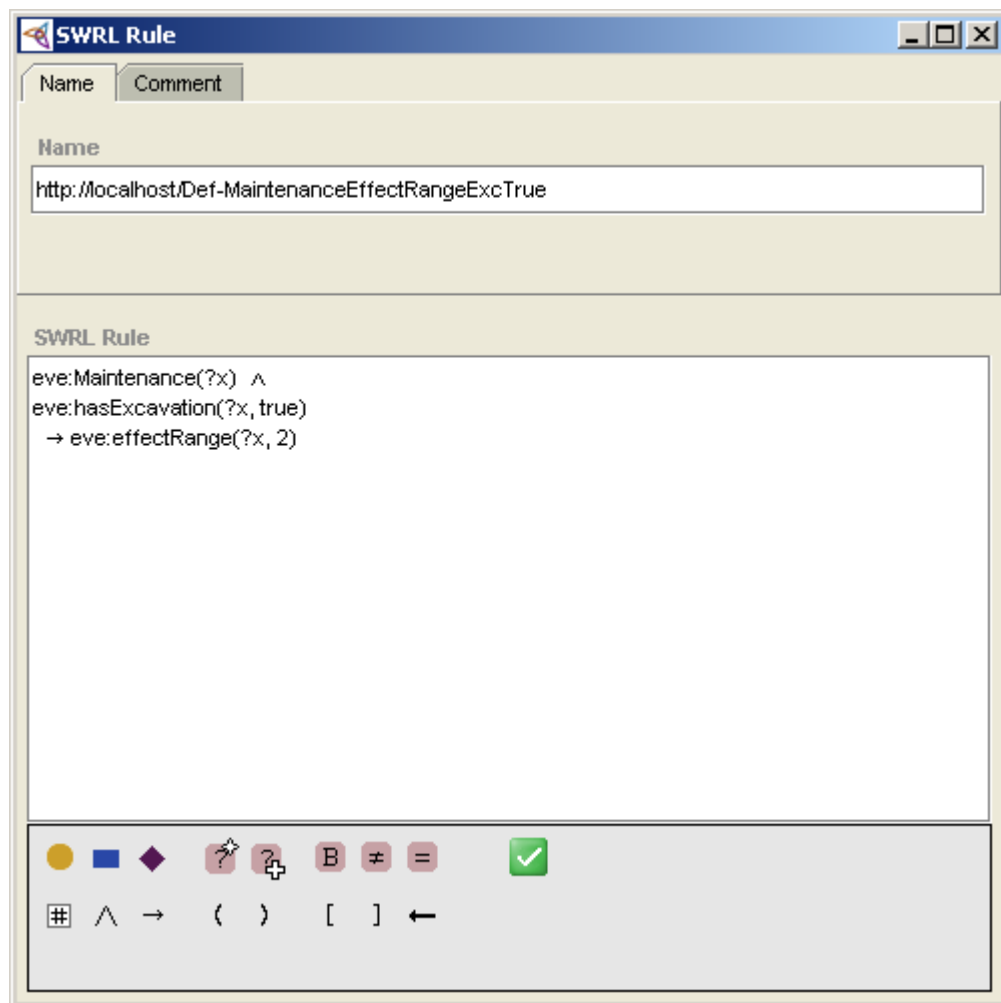 SWRL Rule
Name Comment
Name
http://localhost/Def-MaintenanceEffectRangeExcTrue
SWRL Rule
eve:Maintenance(?x) ∧
eve:hasExcavation(?x, true)
→ eve:effectRange(?x, 2)
? ? B ≠ =
# ∧ → ( ) [ ] ←